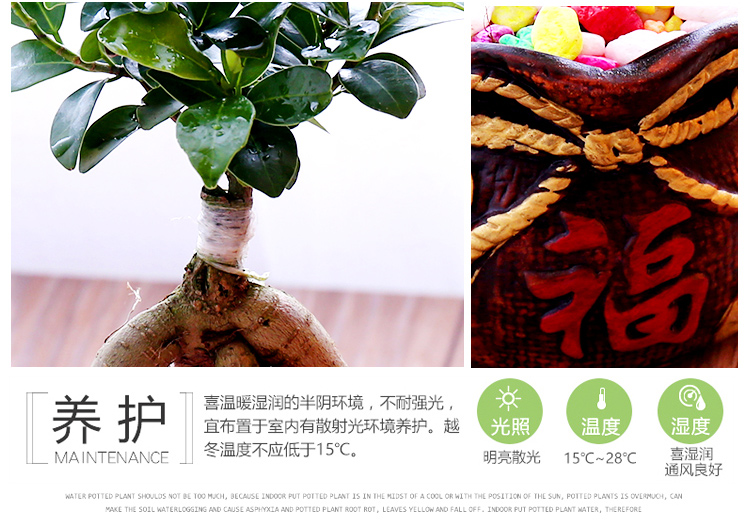 福
养护
MAINTENANCE
喜温暖湿润的半阴环境，不耐强光，
宜布置于室内有散射光环境养护。越
冬温度不应低于15℃。
光照
明亮散光
温度
15℃~28℃
湿度
喜湿润
通风良好
WATER POTTED PLANT SHOULDS NOT BE TOO MUCH, BECAUSE INDOOR PUT POTTED PLANT IS IN THE MIDST OF A COOL OR WITH THE POSITION OF THE SUN, POTTED PLANTS IS OVERMUCH, CAN
MAKE THE SOIL WATERLOGGING AND CAUSE ASPHYXIA AND POTTED PLANT ROOT ROT, LEAVES YELLOW AND FALL OFF. INDOOR PUT POTTED PLANT WATER, THEREFORE